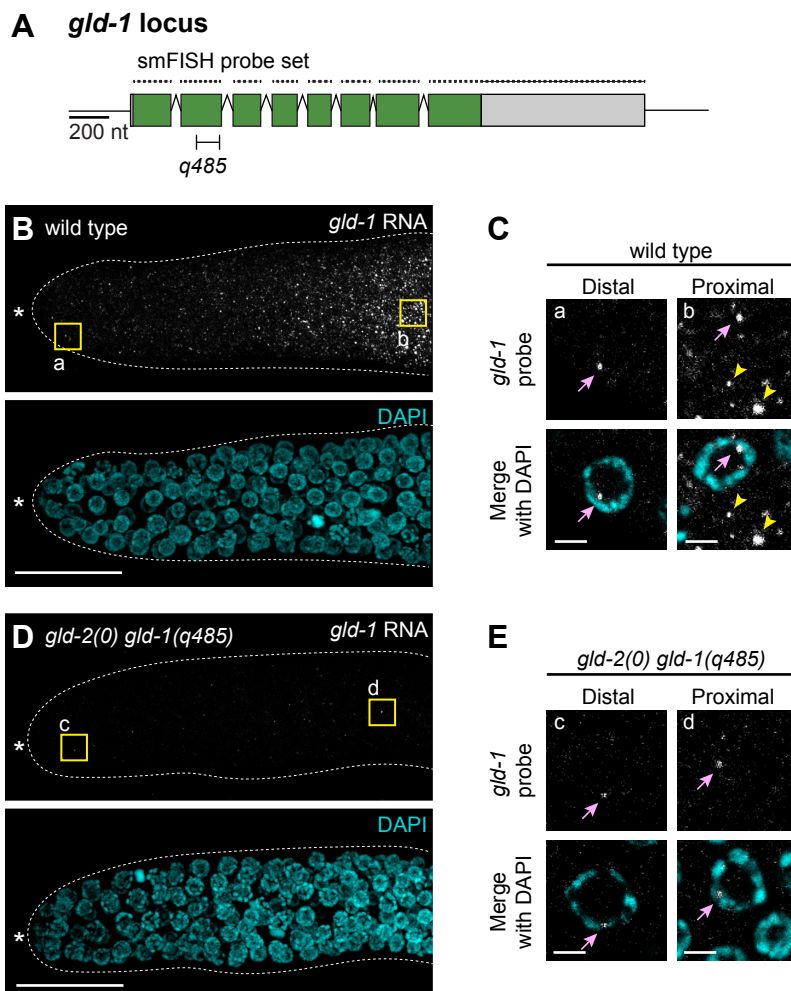 A gld-1 locus
smFISH probe set
200 nt
q485
B wild type gld-1 RNA
*
a
b
DAPI
*
C
wild type
Distal Proximal
gld-1 probe
a b
Merge with DAPI
D gld-2(0) gld-1(q485) gld-1 RNA
c
d
*
DAPI
*
E
gld-2(0) gld-1(q485)
Distal Proximal
gld-1 probe
c d
Merge with DAPI